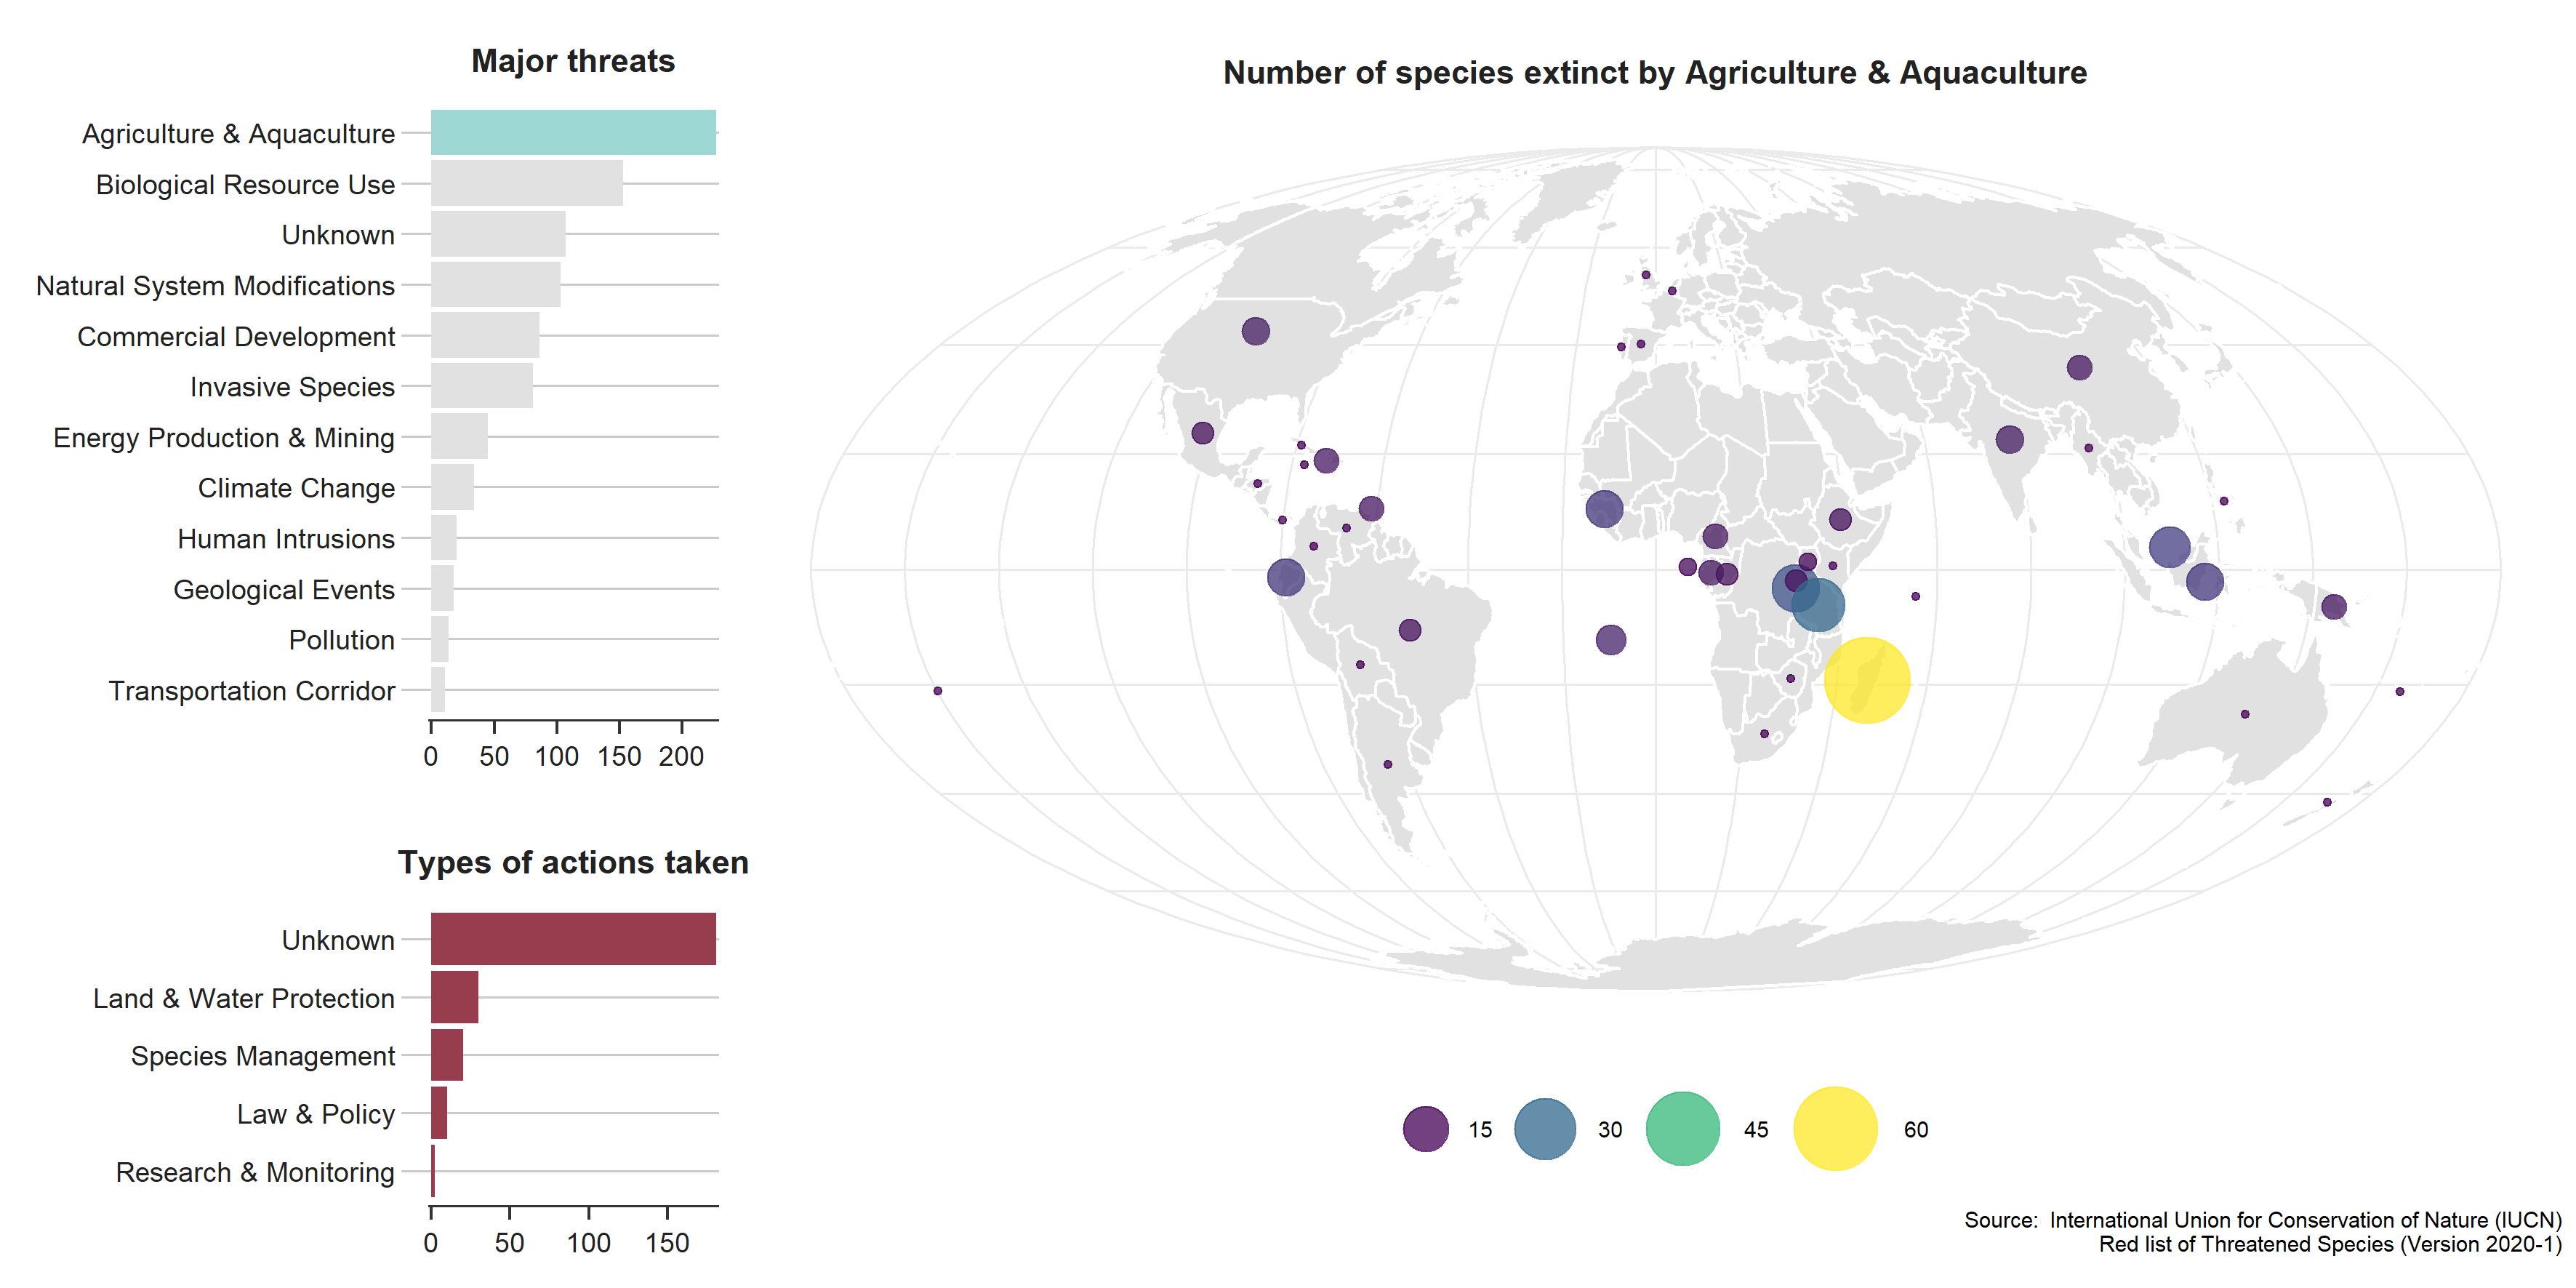 Major threats
Agriculture & Aquaculture
Biological Resource Use
Unknown
Natural System Modifications
Commercial Development
Invasive Species
Energy Production & Mining
Climate Change
Human Intrusions
Geological Events
Pollution
Transportation Corridor
0 50 100 150 200
Types of actions taken
Unknown
Land & Water Protection
Species Management
Law & Policy
Research & Monitoring
0 50 100 150
Number of species extinct by Agriculture & Aquaculture
15 30 45 60
Source: International Union for Conservation of Nature (IUCN)
Red list of Threatened Species (Version 2020-1)